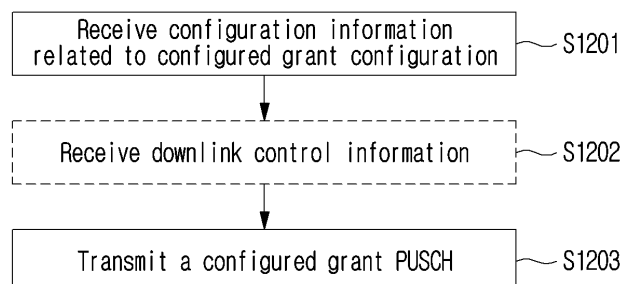 Receive configuration information
related to configured grant configuration
S1201
Receive downlink control information
S1202
Transmit a configured grant PUSCH
S1203